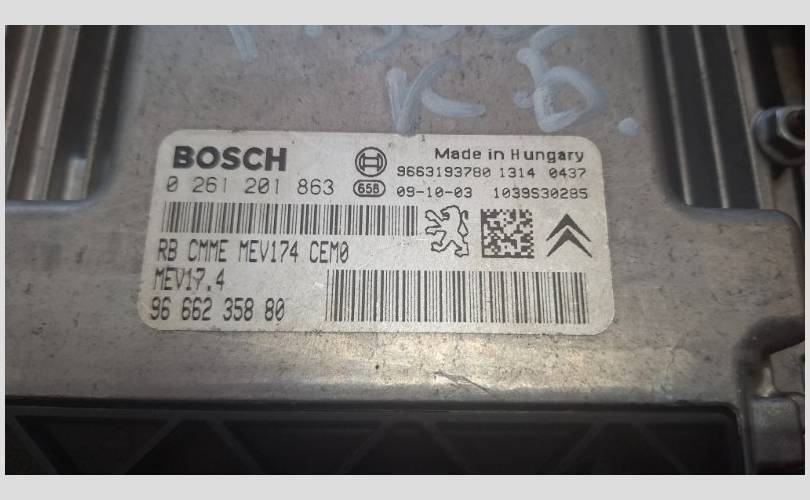 K D.
BOSCH
Made in Hungary
9663193780 1314 0437
0 261 201 863
658 09-10-03 1039S30285
RB CMME MEV174 CEM0
MEV17.4
96 662 358 80